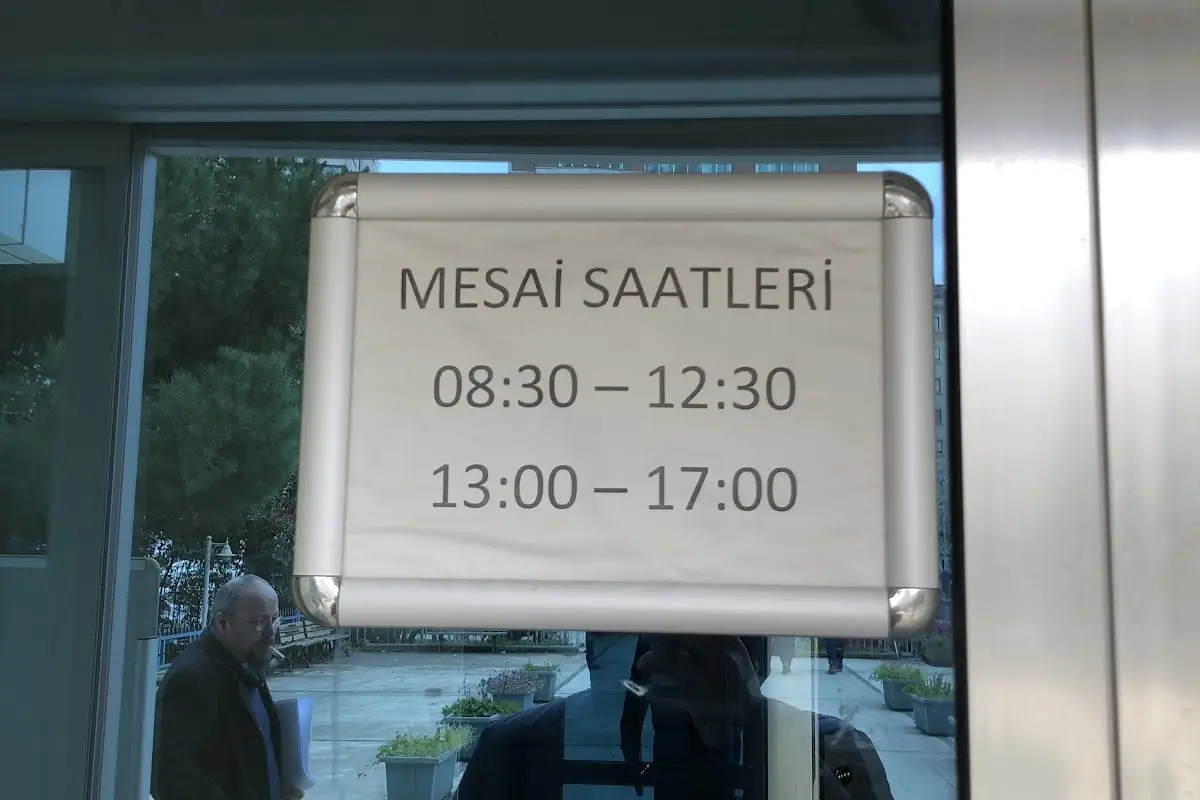 MESAİ SAATLERİ
08:30 – 12:30
13:00 – 17:00